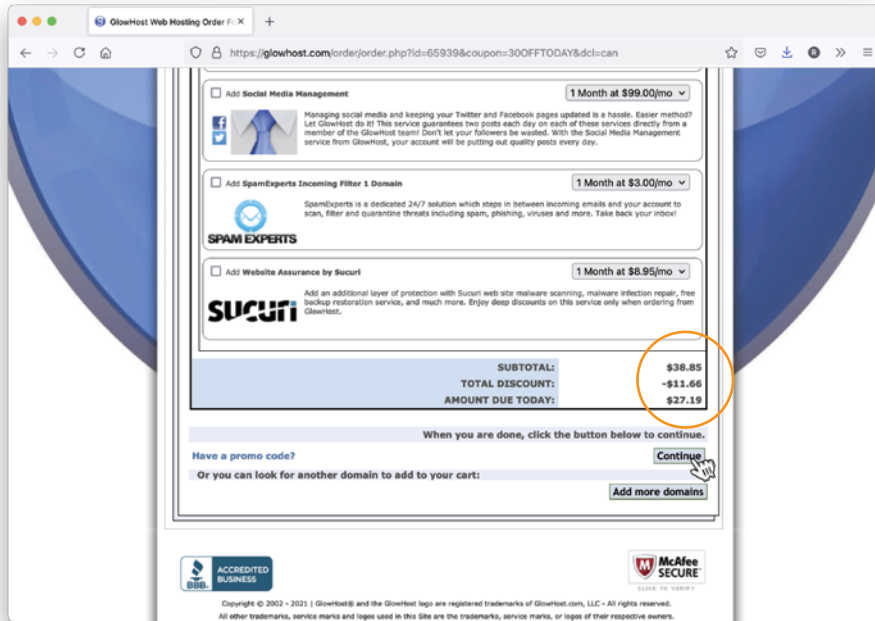 GlowHost Web Hosting Order Fo
https://glowhost.com/order/order.php?id=65939&coupon=30OFFTODAY&dcl=can
Add Social Media Management
1 Month at $99.00/mo
Managing social media and keeping your Twitter and Facebook pages updated is a hassle. Easier method?
Let GlowHost do it! This service guarantees two posts each day on each of these services directly from a
member of the GlowHost team! Don't let your followers be wasted. With the Social Media Management
service from GlowHost, your account will be putting out quality posts every day.
Add SpamExperts Incoming Filter 1 Domain
1 Month at $3.00/mo
SpamExperts is a dedicated 24/7 solution which steps in between incoming emails and your account to
scan, filter and quarantine threats including spam, phishing, viruses and more. Take back your inbox!
SPAM EXPERTS
Add Website Assurance by Sucuri
1 Month at $8.95/mo
Add an additional layer of protection with Sucuri web site malware scanning, malware infection repair, free
backup restoration service, and much more. Enjoy deep discounts on this service only when ordering from
GlowHost.
SUCURI
SUBTOTAL: $38.85
TOTAL DISCOUNT: -$11.66
AMOUNT DUE TODAY: $27.19
When you are done, click the button below to continue.
Have a promo code?
Continue
Or you can look for another domain to add to your cart:
Add more domains
BBB. ACCREDITED BUSINESS
McAfee SECURE
CLICK TO VERIFY
Copyright © 2002 - 2021 | GlowHost® and the GlowHost logo are registered trademarks of GlowHost.com, LLC - All rights reserved.
All other trademarks, service marks and logos used in this Site are the trademarks, service marks, or logos of their respective owners.